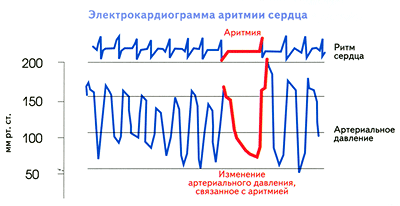 Электрокардиограмма аритмии сердца
Аритмия
Ритм
сердца
200
150
100
50
мм рт. ст.
Артериальное
давление
Изменение
артериального давления,
связанное с аритмией